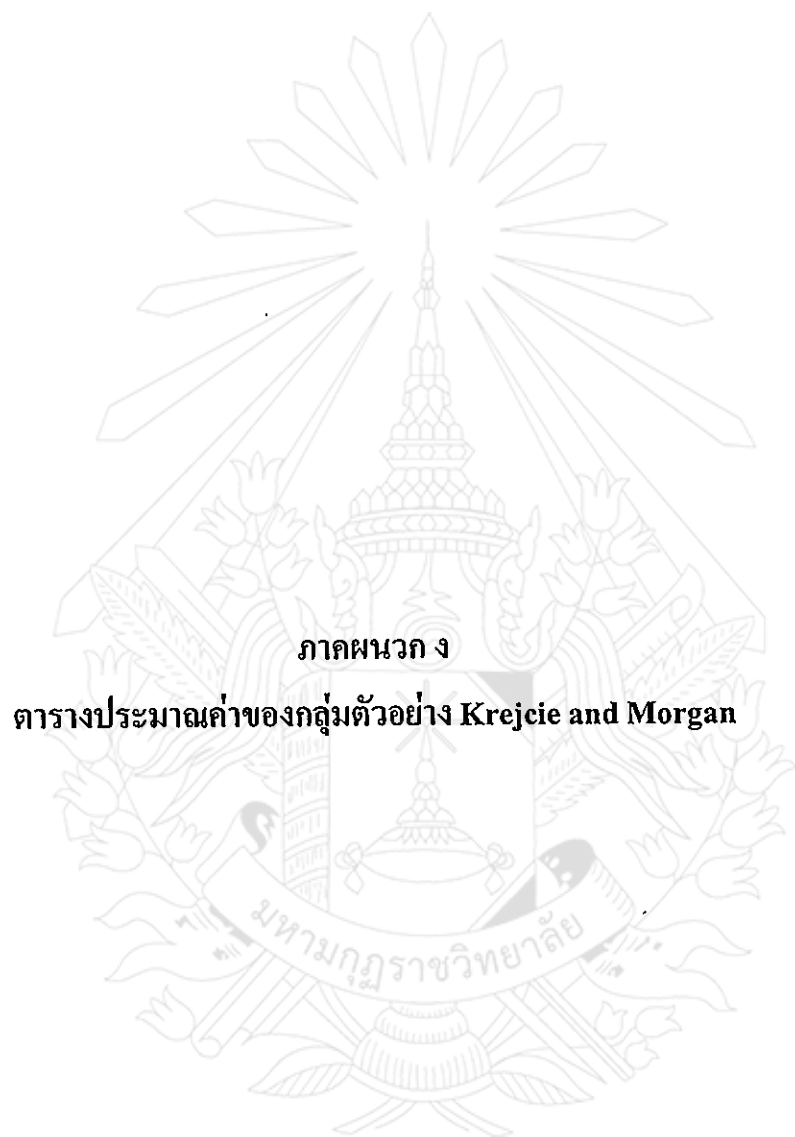 ภาคผนวก ง
ตารางประมาณค่าของกลุ่มตัวอย่าง Krejcie and Morgan
มหามกุฏราชวิทยาลัย